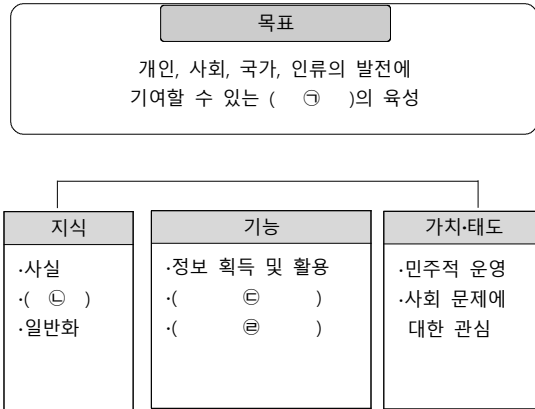 목표
개인, 사회, 국가, 인류의 발전에
기여할 수 있는 ( ㉠ )의 육성
지식
·사실
·( ㉡ )
·일반화
기능
·정보 획득 및 활용
·( ㉢ )
·( ㉣ )
가치·태도
·민주적 운영
·사회 문제에
대한 관심